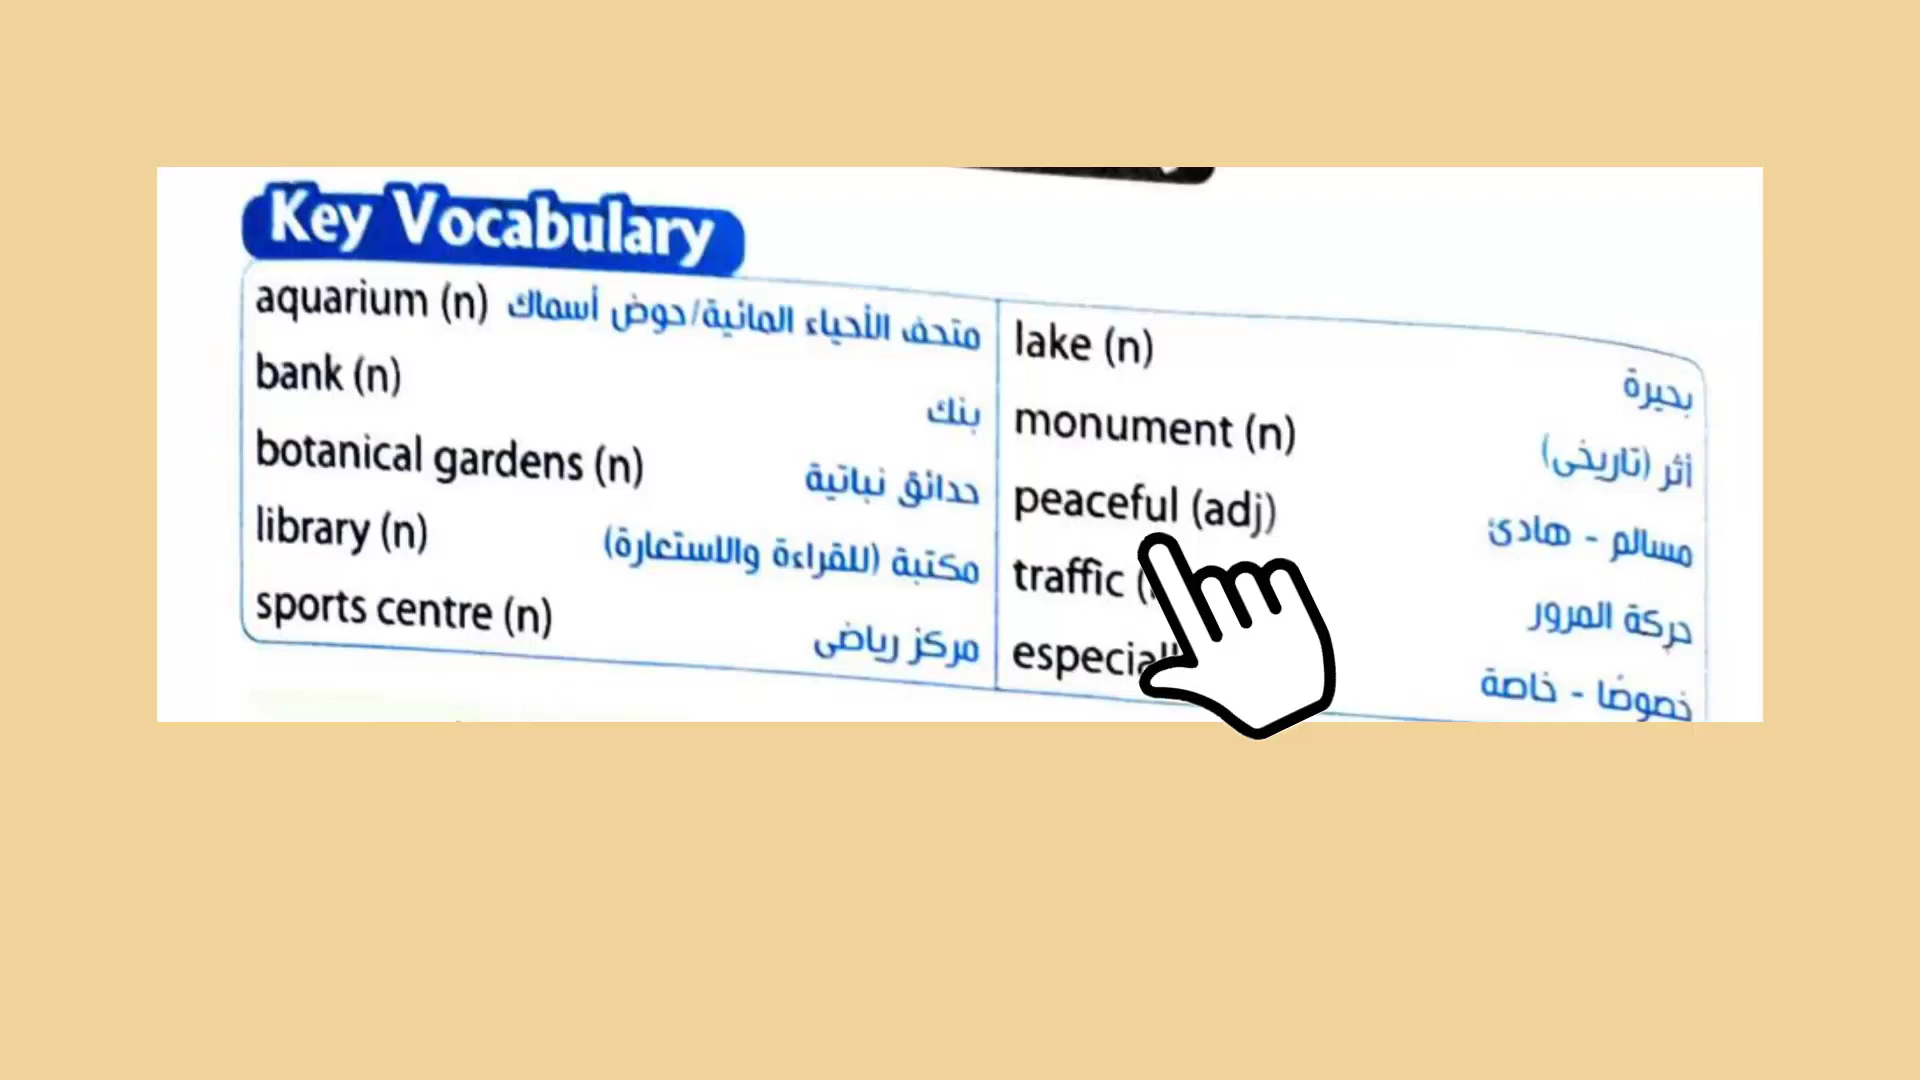 Key Vocabulary
aquarium (n) متحف الأحياء المائية/حوض أسماك
bank (n) بنك
botanical gardens (n) حدائق نباتية
library (n) مكتبة (للقراءة والاستعارة)
sports centre (n) مركز رياضى
lake (n) بحيرة
monument (n) أثر (تاريخى)
peaceful (adj) مسالم - هادئ
traffic حركة المرور
خصوصًا - خاصة